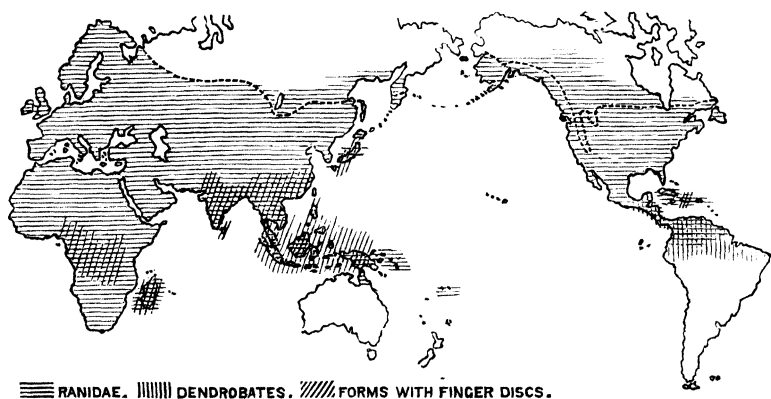 RANIDAE. DENDROBATES. FORMS WITH FINGER DISCS.